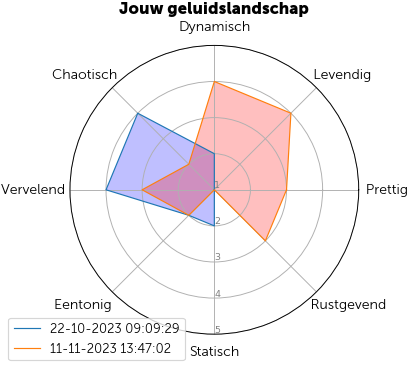 Jouw geluidslandschap
Dynamisch
Chaotisch
Levendig
Vervelend
Prettig
1
2
3
4
5
Eentonig
Rustgevend
Statisch
22-10-2023 09:09:29
11-11-2023 13:47:02